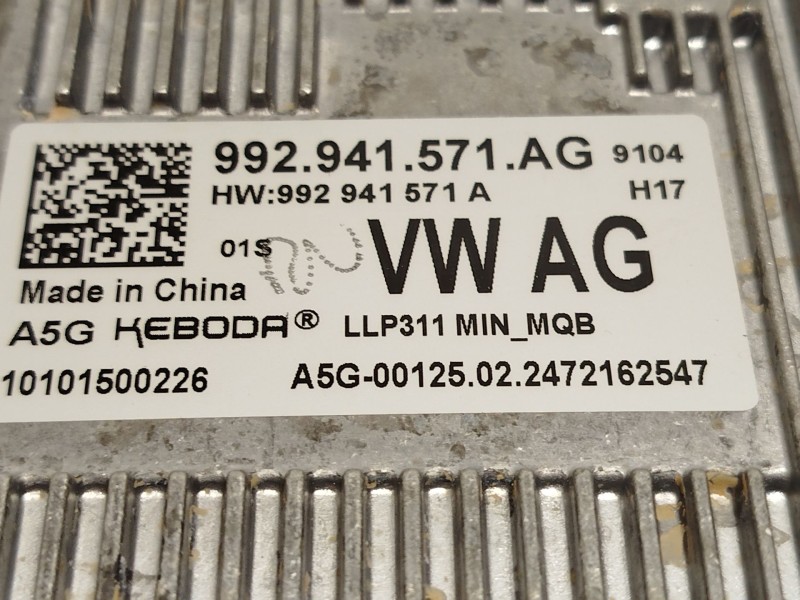 992.941.571.AG 9104
HW:992 941 571 A H17
01S VW AG
Made in China
A5G KEBODA® LLP311 MIN_MQB
10101500226 A5G-00125.02.2472162547